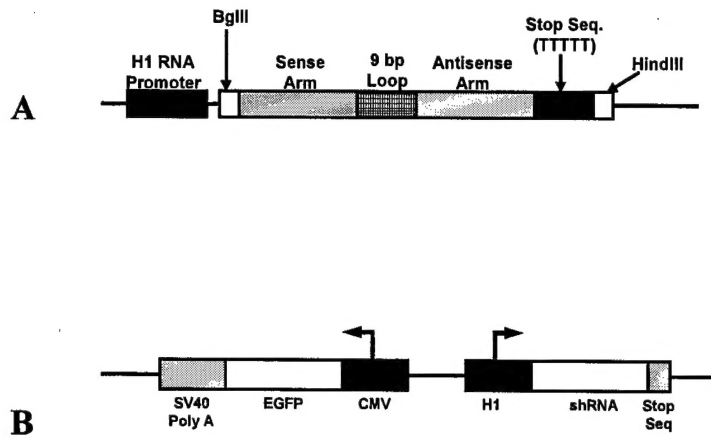 BglII
Stop Seq.
(TTTTT)
H1 RNA
Promoter
Sense
Arm
9 bp
Loop
Antisense
Arm
HindIII
A
SV40
Poly A
EGFP
CMV
H1
shRNA
Stop
Seq
B